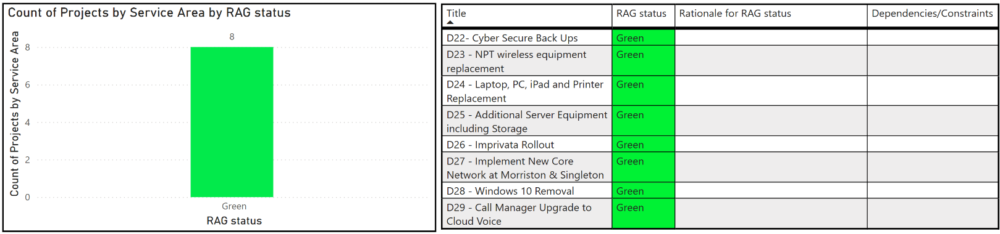 Count of Projects by Service Area by RAG status
Count of Projects by Service Area
8
8
6
4
2
0
Green
RAG status
Title
RAG status
Rationale for RAG status
Dependencies/Constraints
D22- Cyber Secure Back Ups
Green
D23 - NPT wireless equipment
replacement
Green
D24 - Laptop, PC, iPad and Printer
Replacement
Green
D25 - Additional Server Equipment
including Storage
Green
D26 - Imprivata Rollout
Green
D27 - Implement New Core
Network at Morriston & Singleton
Green
D28 - Windows 10 Removal
Green
D29 - Call Manager Upgrade to
Cloud Voice
Green